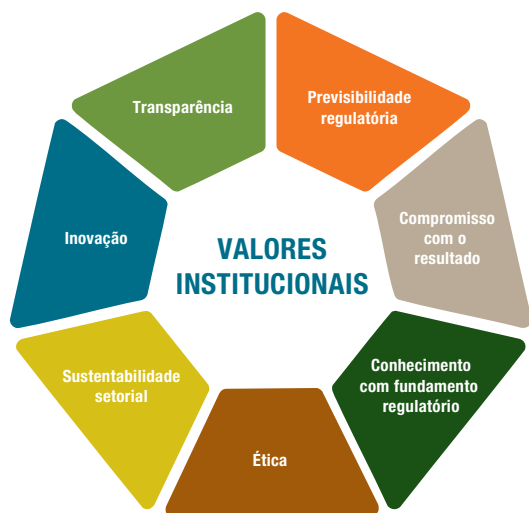 Transparência
Previsibilidade
regulatória
Compromisso
com o
resultado
Conhecimento
com fundamento
regulatório
Ética
Sustentabilidade
setorial
Inovação
VALORES
INSTITUCIONAIS